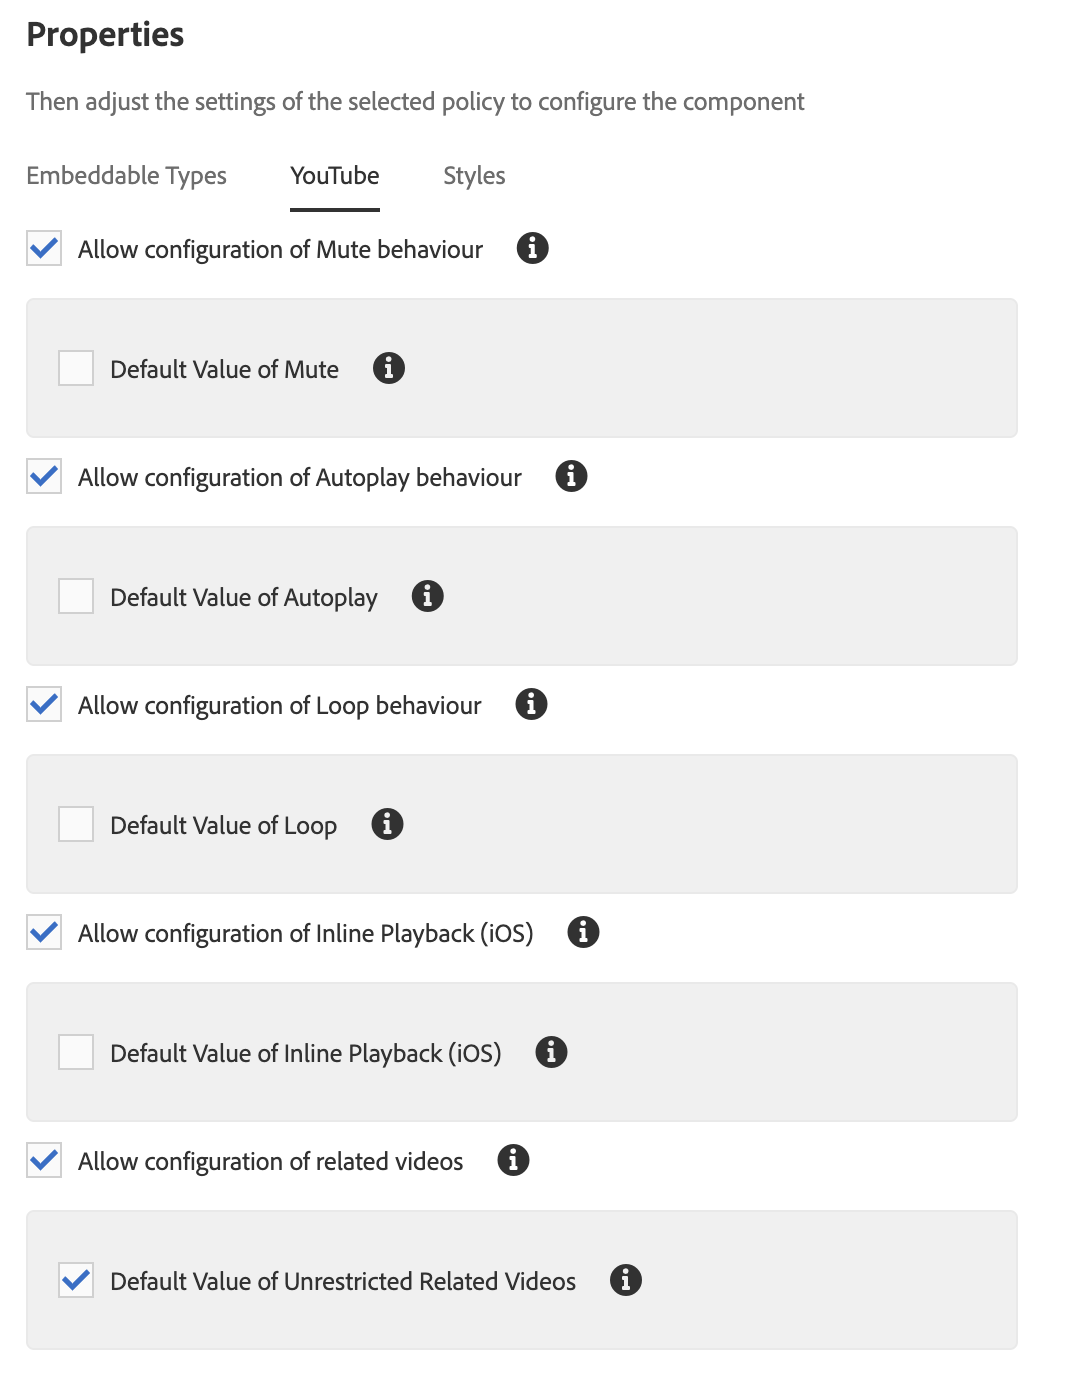 Properties
Then adjust the settings of the selected policy to configure the component
Embeddable Types YouTube Styles
Allow configuration of Mute behaviour
Default Value of Mute
Allow configuration of Autoplay behaviour
Default Value of Autoplay
Allow configuration of Loop behaviour
Default Value of Loop
Allow configuration of Inline Playback (iOS)
Default Value of Inline Playback (iOS)
Allow configuration of related videos
Default Value of Unrestricted Related Videos